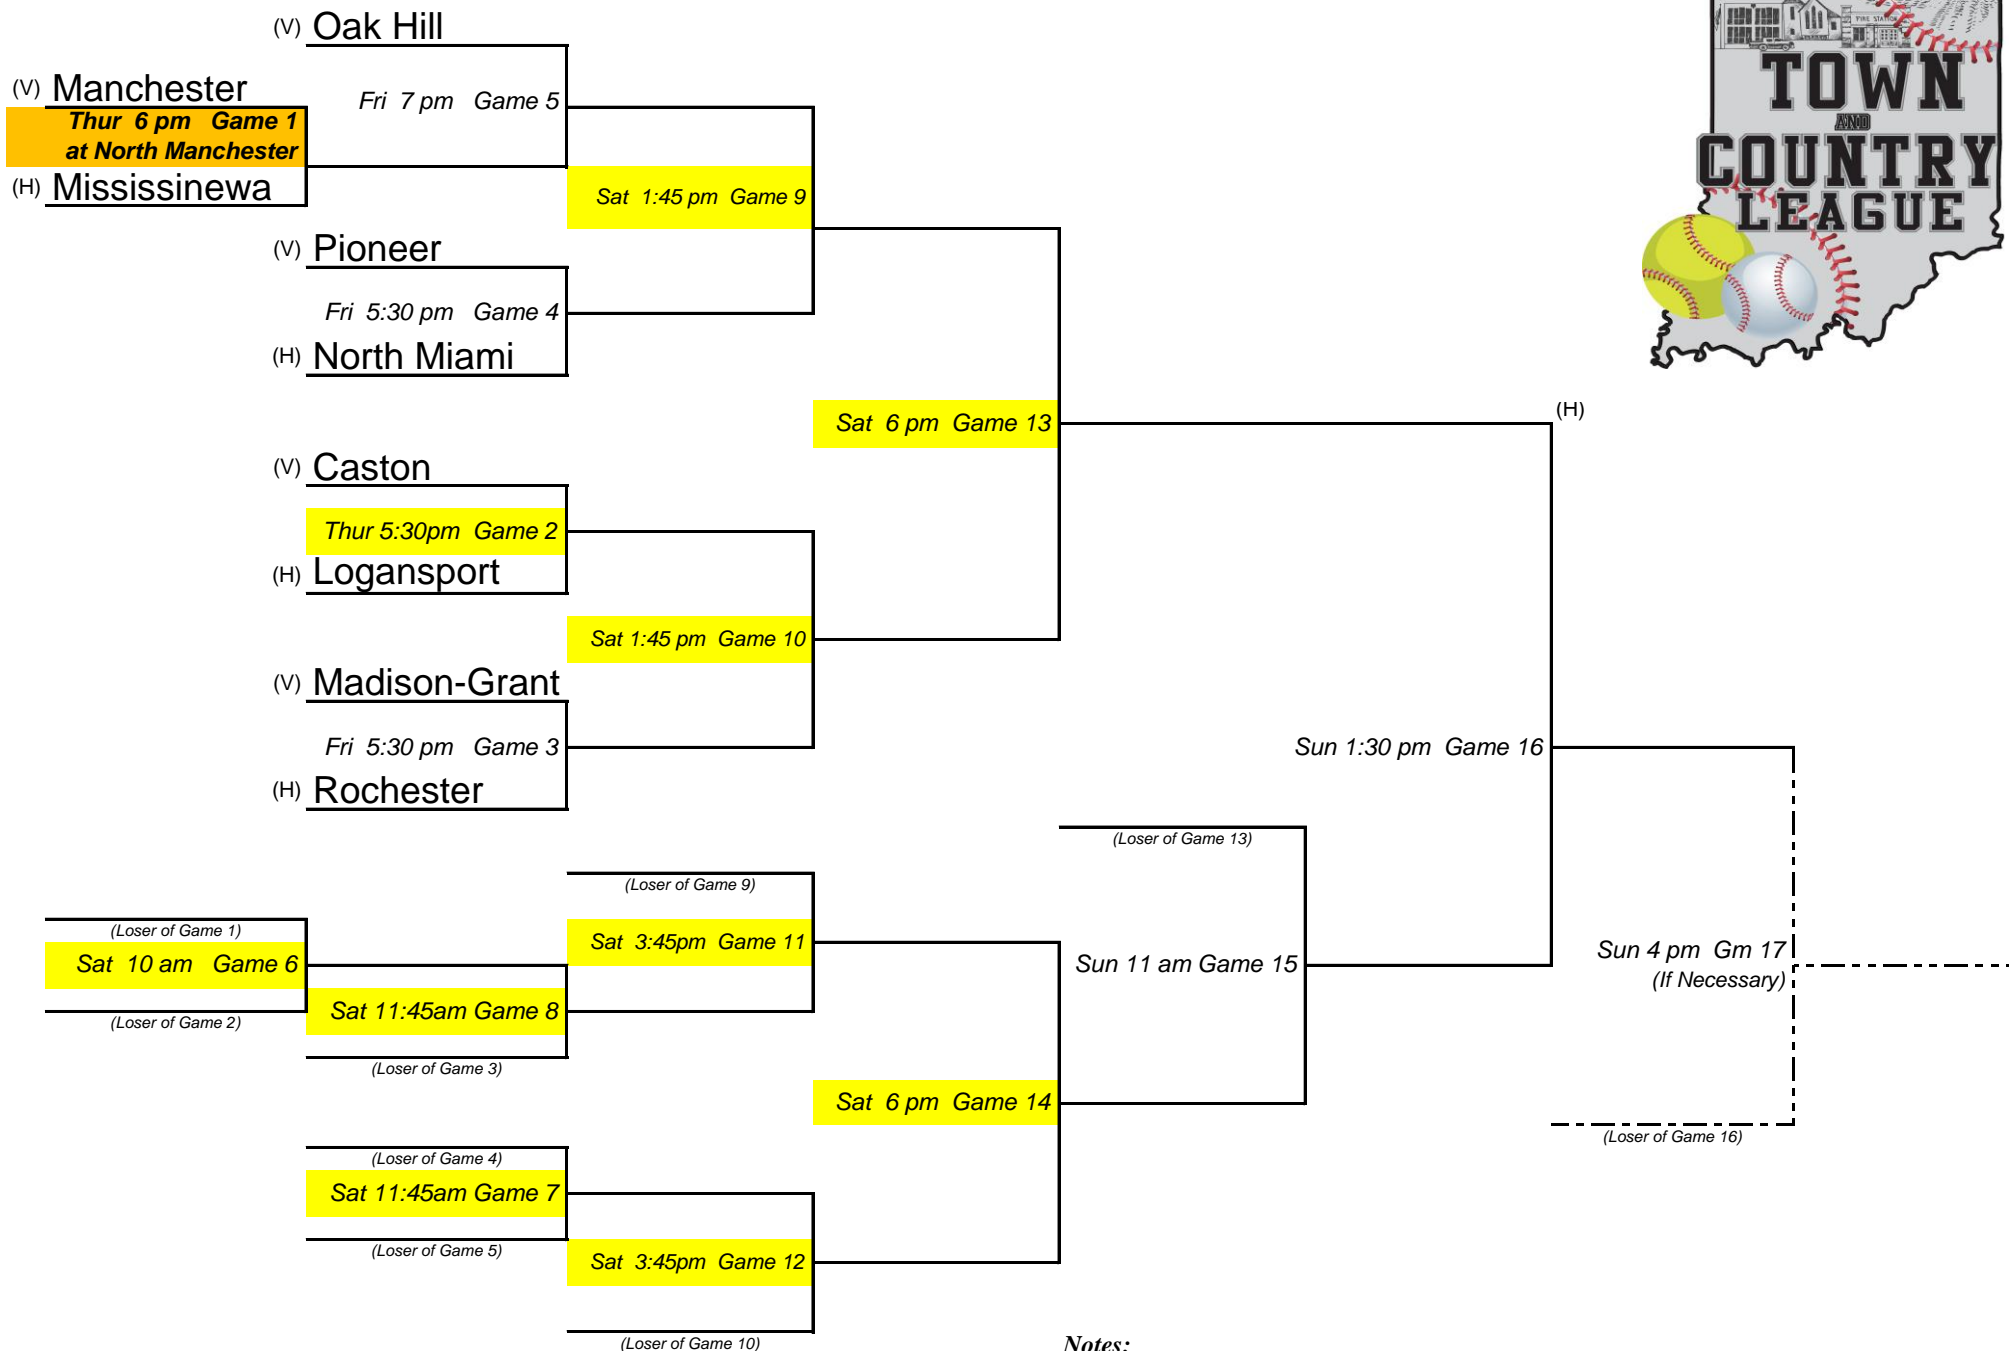 (V) Oak Hill
(V) Manchester
Fri 7 pm Game 5
Thur 6 pm Game 1
at North Manchester
(H) Mississinewa
Sat 1:45 pm Game 9
(V) Pioneer
Fri 5:30 pm Game 4
(H) North Miami
Sat 6 pm Game 13
(H)
(V) Caston
Thur 5:30pm Game 2
(H) Logansport
Sat 1:45 pm Game 10
(V) Madison-Grant
Fri 5:30 pm Game 3
Sun 1:30 pm Game 16
(H) Rochester
(Loser of Game 13)
(Loser of Game 9)
(Loser of Game 1)
Sat 3:45pm Game 11
Sat 10 am Game 6
Sun 11 am Game 15
Sun 4 pm Gm 17
(If Necessary)
Sat 11:45am Game 8
(Loser of Game 2)
(Loser of Game 3)
Sat 6 pm Game 14
(Loser of Game 16)
(Loser of Game 4)
Sat 11:45am Game 7
(Loser of Game 5)
Sat 3:45pm Game 12
(Loser of Game 10)
Notes:
FIRE STATION
TOWN
AND
COUNTRY
LEAGUE